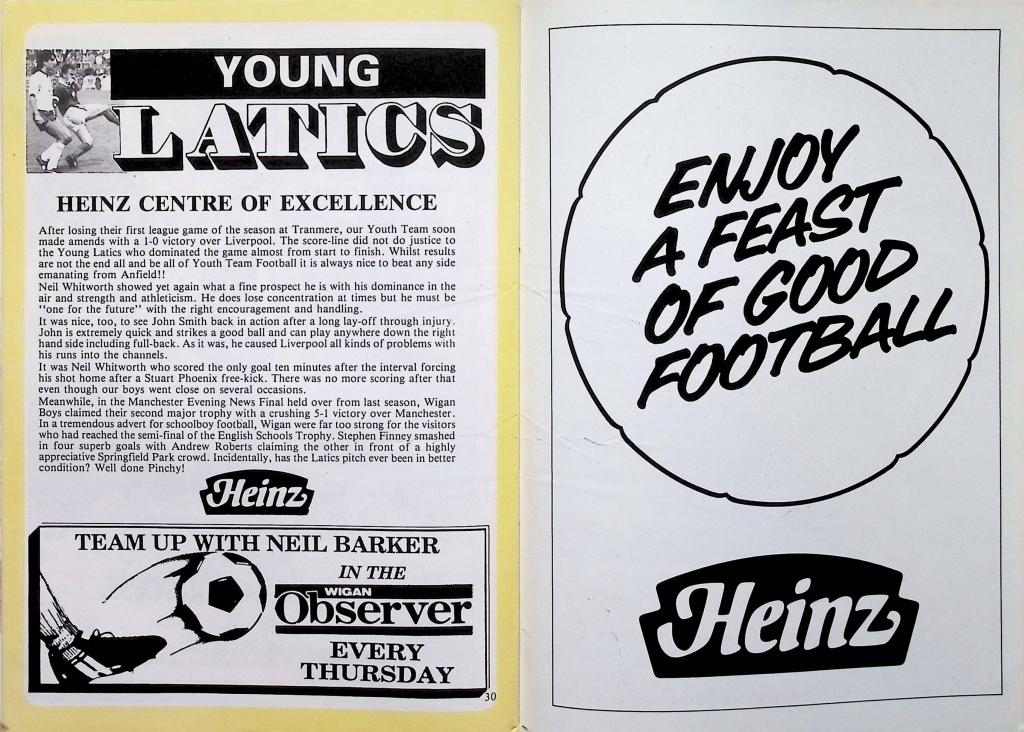 YOUNG
LATICS
HEINZ CENTRE OF EXCELLENCE
After losing their first league game of the season at Tranmere, our Youth Team soon
made amends with a 1-0 victory over Liverpool. The score-line did not do justice to
the Young Latics who dominated the game almost from start to finish. Whilst results
are not the end all and be all of Youth Team Football it is always nice to beat any side
emanating from Anfield!!
Neil Whitworth showed yet again what a fine prospect he is with his dominance in the
air and strength and athleticism. He does lose concentration at times but he must be
“one for the future” with the right encouragement and handling.
It was nice, too, to see John Smith back in action after a long lay-off through injury.
John is extremely quick and strikes a good ball and can play anywhere down the right
hand side including full-back. As it was, he caused Liverpool all kinds of problems with
his runs into the channels.
It was Neil Whitworth who scored the only goal ten minutes after the interval forcing
his shot home after a Stuart Phoenix free-kick. There was no more scoring after that
even though our boys went close on several occasions.
Meanwhile, in the Manchester Evening News Final held over from last season, Wigan
Boys claimed their second major trophy with a crushing 5-1 victory over Manchester.
In a tremendous advert for schoolboy football, Wigan were far too strong for the visitors
who had reached the semi-final of the English Schools Trophy. Stephen Finney smashed
in four superb goals with Andrew Roberts claiming the other in front of a highly
appreciative Springfield Park crowd. Incidentally, has the Latics pitch ever been in better
condition? Well done Pinchy!
Heinz
TEAM UP WITH NEIL BARKER
IN THE
WIGAN
Observer
EVERY
THURSDAY
30
ENJOY
A FEAST
OF GOOD
FOOTBALL
Heinz